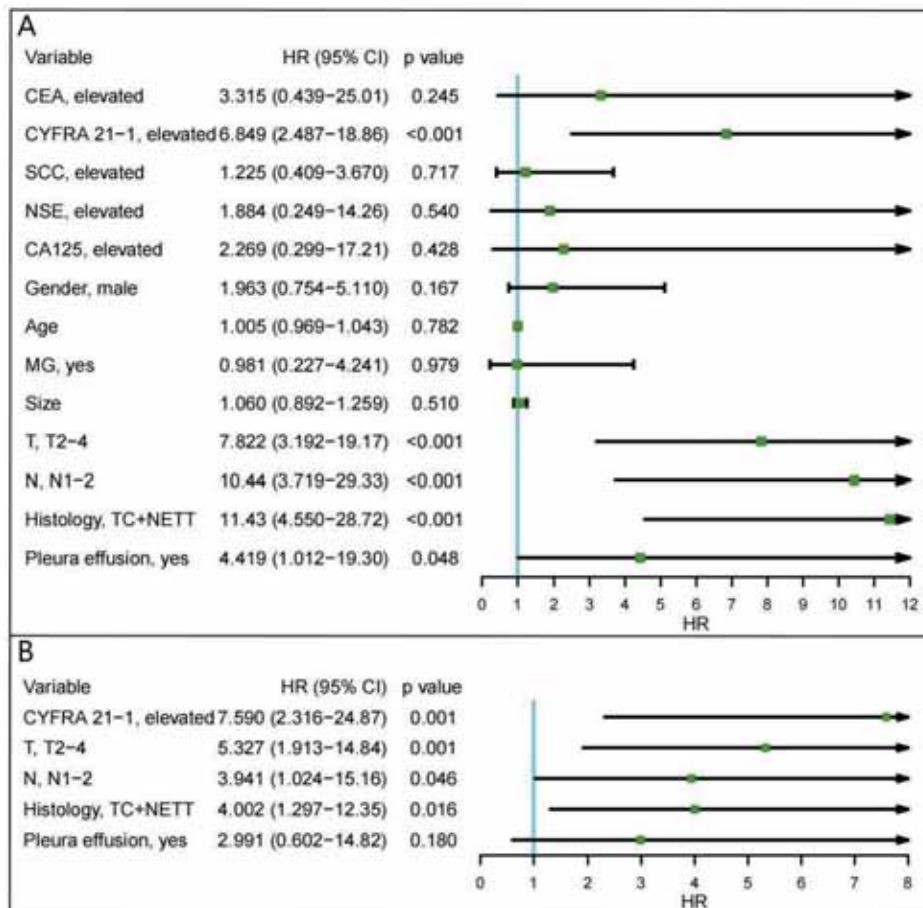 A
Variable HR (95% CI) p value
CEA, elevated 3.315 (0.439−25.01) 0.245
CYFRA 21−1, elevated 6.849 (2.487−18.86) <0.001
SCC, elevated 1.225 (0.409−3.670) 0.717
NSE, elevated 1.884 (0.249−14.26) 0.540
CA125, elevated 2.269 (0.299−17.21) 0.428
Gender, male 1.963 (0.754−5.110) 0.167
Age 1.005 (0.969−1.043) 0.782
MG, yes 0.981 (0.227−4.241) 0.979
Size 1.060 (0.892−1.259) 0.510
T, T2−4 7.822 (3.192−19.17) <0.001
N, N1−2 10.44 (3.719−29.33) <0.001
Histology, TC+NETT 11.43 (4.550−28.72) <0.001
Pleura effusion, yes 4.419 (1.012−19.30) 0.048
0 1 2 3 4 5 6 7 8 9 10 11 12
HR
B
Variable HR (95% CI) p value
CYFRA 21−1, elevated 7.590 (2.316−24.87) 0.001
T, T2−4 5.327 (1.913−14.84) 0.001
N, N1−2 3.941 (1.024−15.16) 0.046
Histology, TC+NETT 4.002 (1.297−12.35) 0.016
Pleura effusion, yes 2.991 (0.602−14.82) 0.180
0 1 2 3 4 5 6 7 8
HR